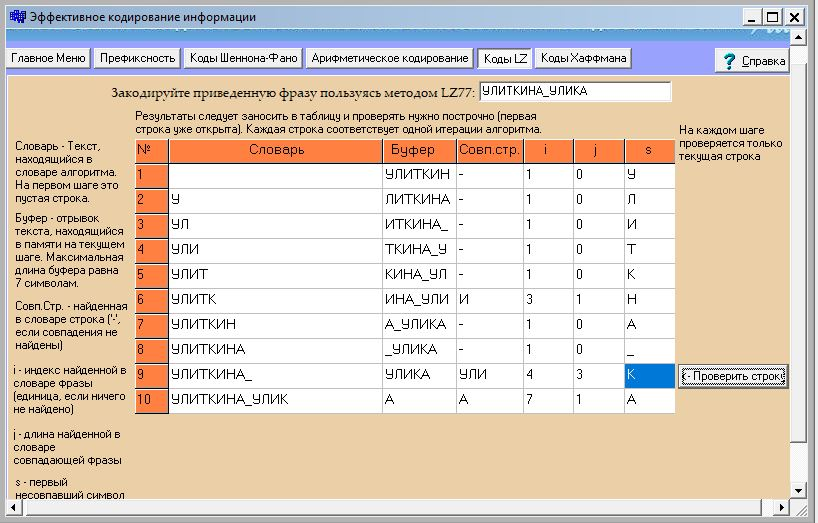 Эффективное кодирование информации
Главное Меню Префиксность Коды Шеннона-Фано Арифметическое кодирование Коды LZ Коды Хаффмана ? Справка
Закодируйте приведенную фразу пользуясь методом LZ77: УЛИТКИНА_УЛИКА
Результаты следует заносить в таблицу и проверять нужно построчно (первая
строка уже открыта). Каждая строка соответствует одной итерации алгоритма.
На каждом шаге
проверяется только
текущая строка
Словарь - Текст,
находящийся в
словаре алгоритма.
На первом шаге это
пустая строка.
Буфер - отрывок
текста, находящийся
в памяти на текущем
шаге. Максимальная
длина буфера равна
7 символам.
Совп.Стр. - найденная
в словаре строка ('-',
если совпадения не
найдены)
i - индекс найденной в
словаре фразы
(единица, если ничего
не найдено)
j - длина найденной в
словаре
совпадающей фразы
s - первый
несовпавший символ
№ Словарь Буфер Совп.стр. i j s
1 УЛИТКИН - 1 0 У
2 У ЛИТКИНА - 1 0 Л
3 УЛ ИТКИНА_ - 1 0 И
4 УЛИ ТКИНА_У - 1 0 Т
5 УЛИТ КИНА_УЛ - 1 0 К
6 УЛИТК ИНА_УЛИ И 3 1 Н
7 УЛИТКИН А_УЛИКА - 1 0 А
8 УЛИТКИНА _УЛИКА - 1 0 _
9 УЛИТКИНА_ УЛИКА УЛИ 4 3 К
10 УЛИТКИНА_УЛИК А А 7 1 А
<- Проверить строк